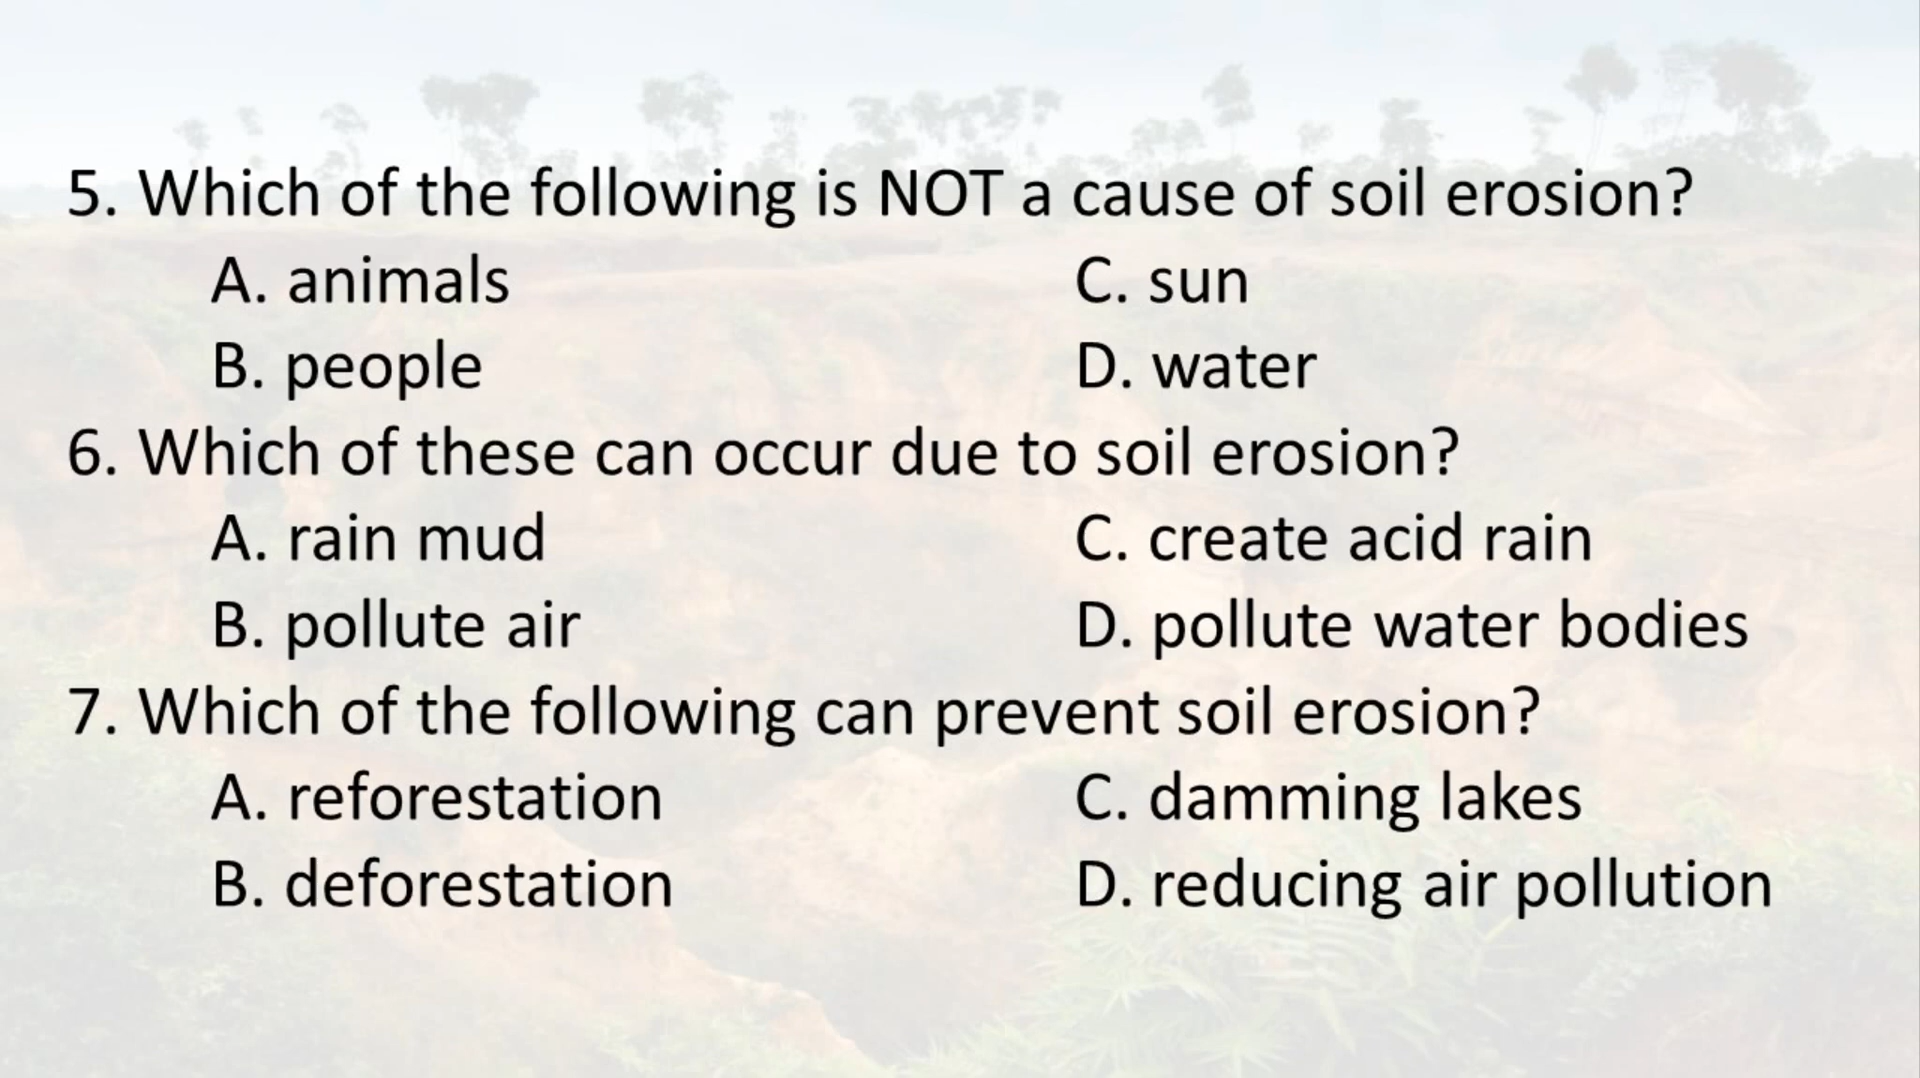 5. Which of the following is NOT a cause of soil erosion?
A. animals C. sun
B. people D. water
6. Which of these can occur due to soil erosion?
A. rain mud C. create acid rain
B. pollute air D. pollute water bodies
7. Which of the following can prevent soil erosion?
A. reforestation C. damming lakes
B. deforestation D. reducing air pollution